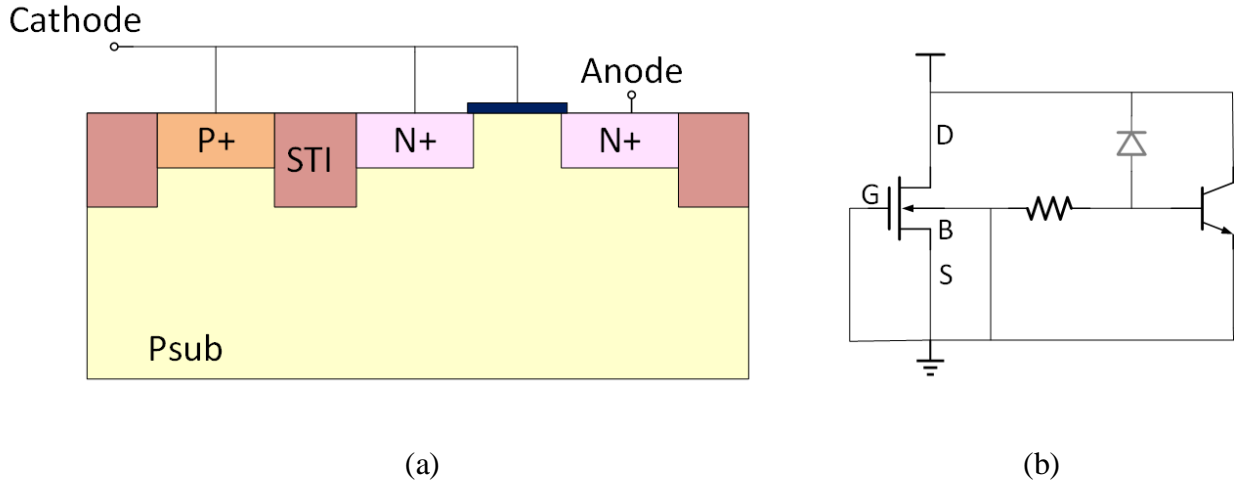 Cathode
Anode
P+
STI
N+
N+
Psub
D
G
B
S
(a)
(b)